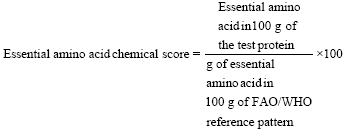 Essential amino
acid in100 g of
the test protein
Essential amino acid chemical score = ×100
g of essential
amino acid in
100 g of FAO/WHO
reference pattern